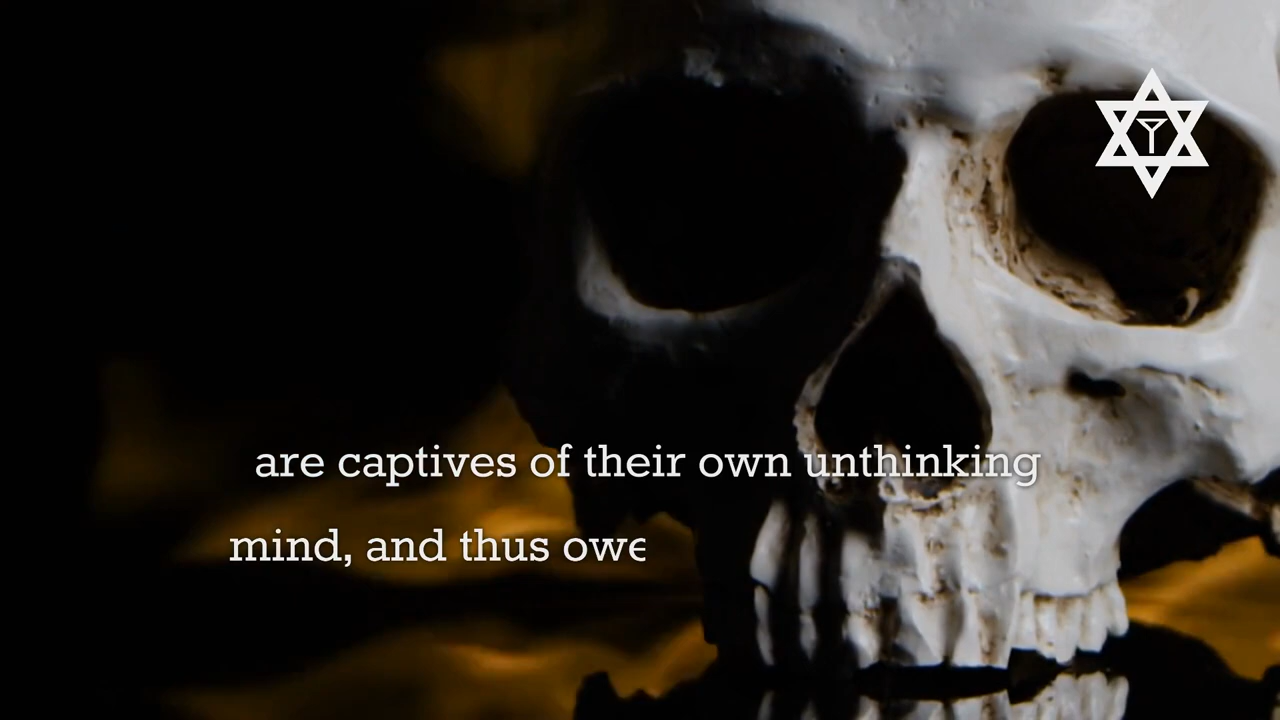 are captives of their own unthinking
mind, and thus owe